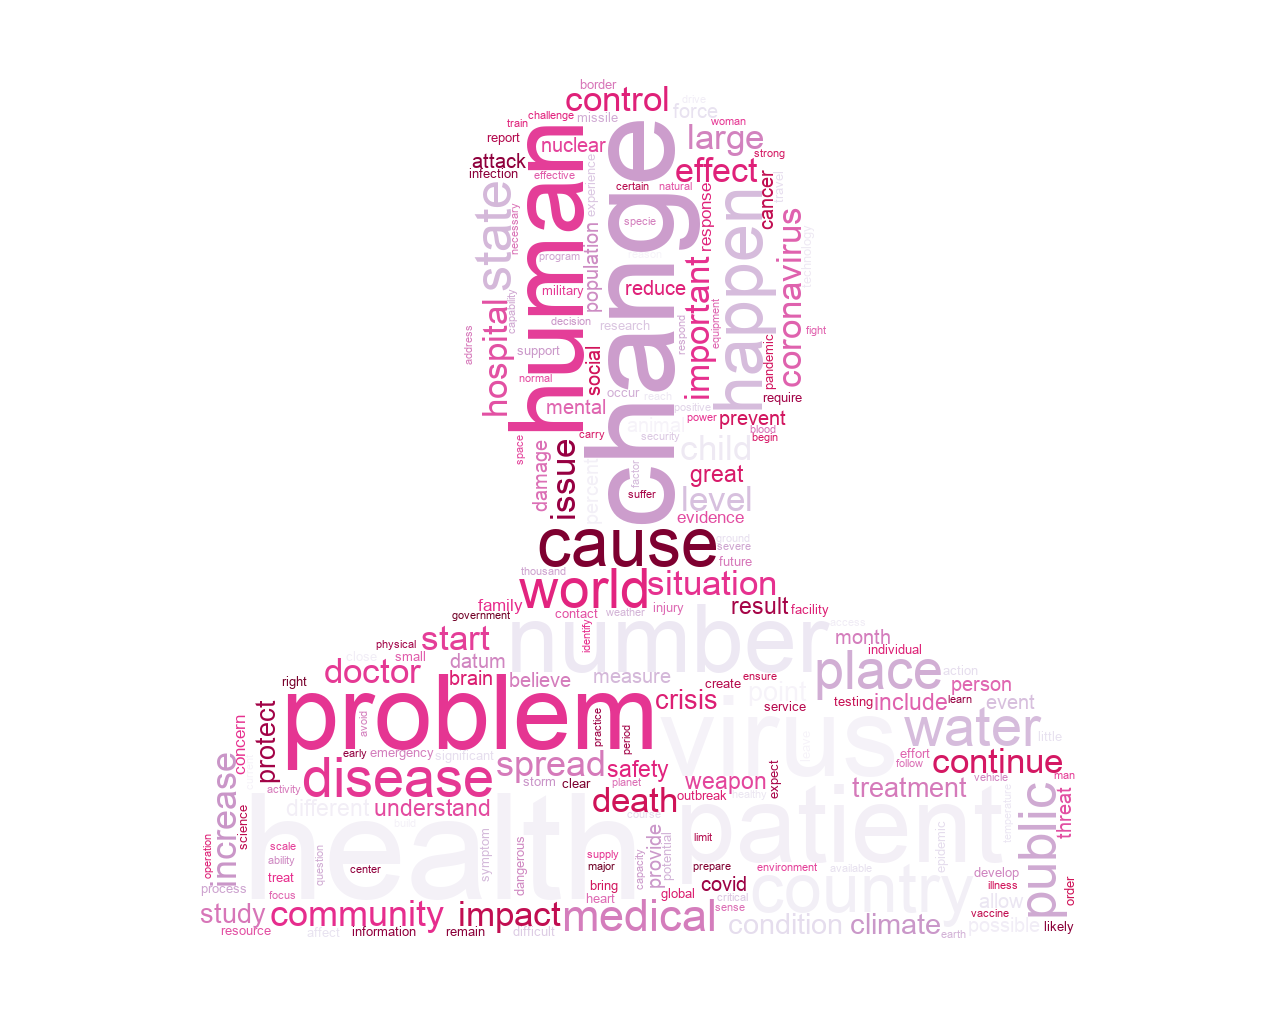 border
control
drive
force
challenge
missile
train
woman
report
nuclear
large
strong
attack
infection
effective
experience
human
change
certain
natural
effect
cancer
travel
state
necessary
response
happen
specie
coronavirus
technology
population
program
important
reduce
military
capability
hospital
decision
research
respond
equipment
fight
address
support
social
pandemic
normal
occur
reach
require
mental
positive
power
prevent
animal
carry
security
blood
begin
space
damage
issue
child
percent
factor
suffer
great
level
evidence
cause
ground
severe
future
thousand
world
situation
family
injury
result
facility
government
contact
weather
number
access
identify
start
month
physical
small
close
individual
datum
doctor
brain
believe
measure
place
action
right
problem
create
ensure
point
person
crisis
include
learn
testing
event
service
protect
avoid
practice
period
virus
leave
water
little
concern
early
emergency
significant
effort
follow
continue
spread
safety
disease
planet
weapon
expect
vehicle
man
increase
activity
storm
clear
treatment
death
outbreak
healthy
different
understand
health
course
patient
public
threat
temperature
operation
science
limit
epidemic
scale
ability
question
symptom
dangerous
supply
major
capacity
provide
potential
prepare
environment
available
treat
center
develop
process
focus
bring
covid
illness
order
heart
global
critical
country
allow
study
community
impact
medical
sense
vaccine
resource
affect
information
remain
difficult
condition
climate
earth
possible
likely